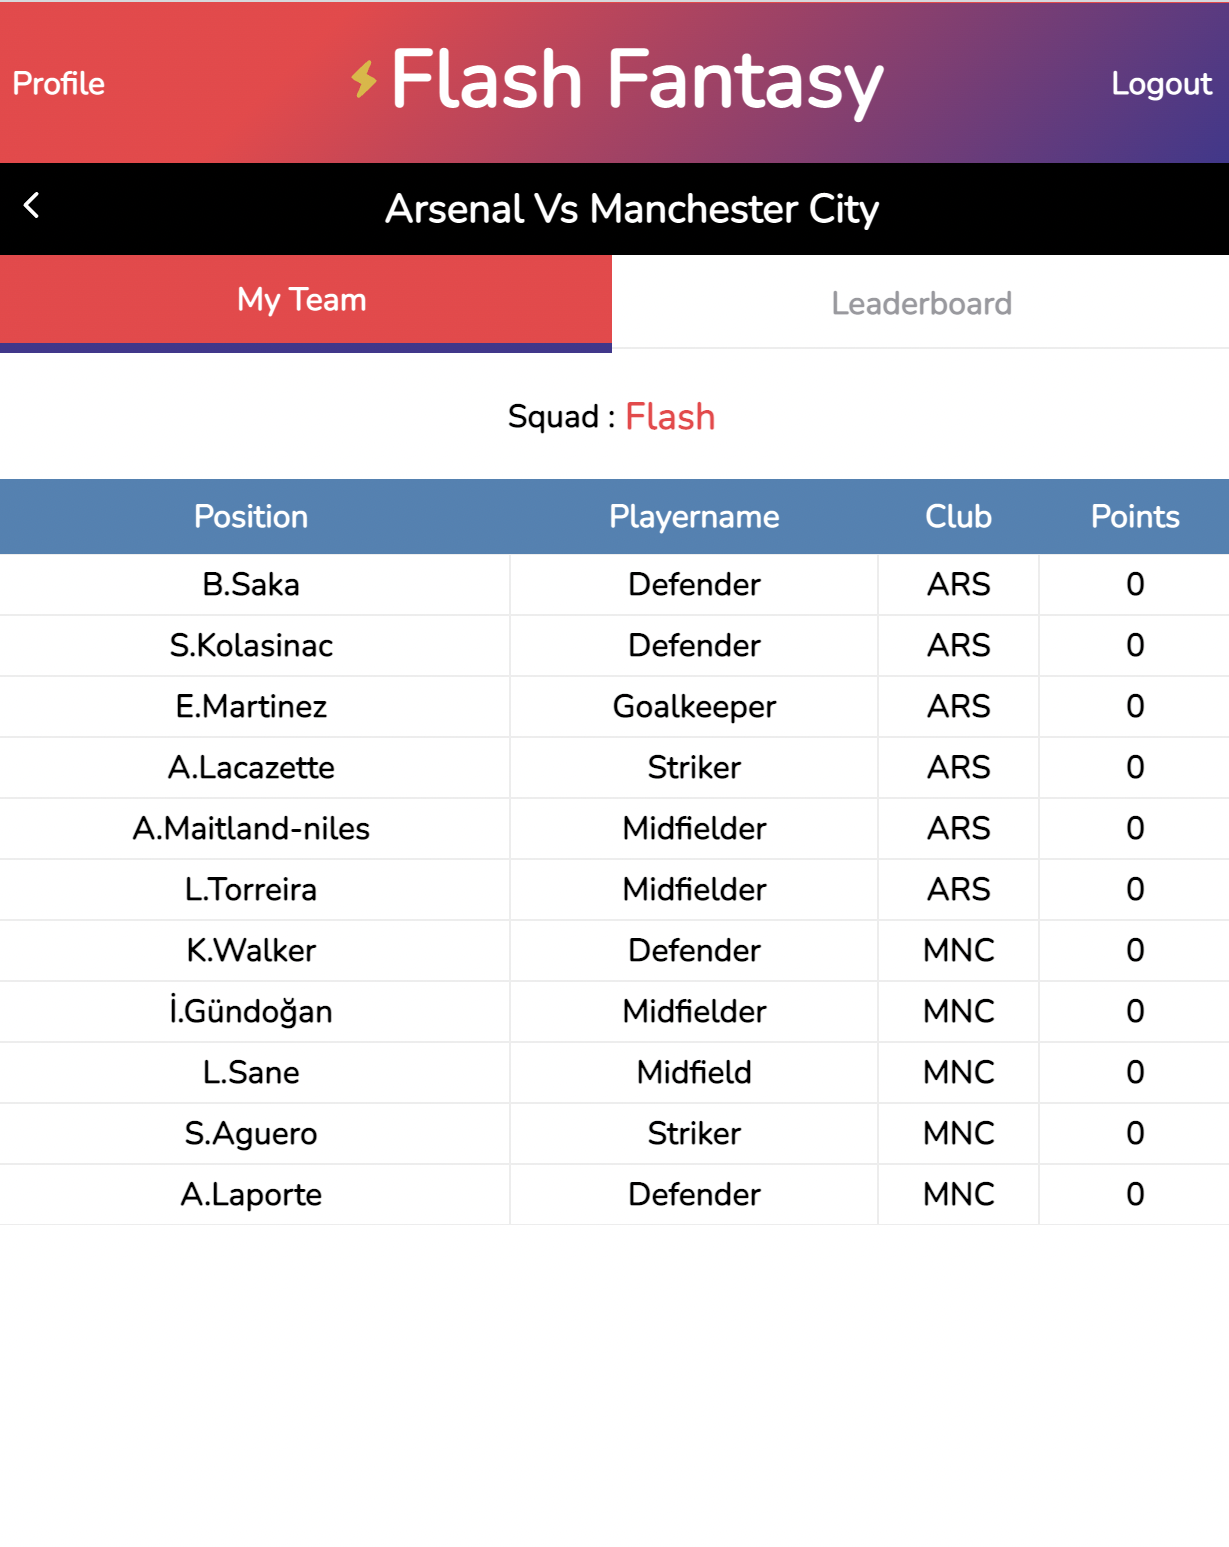 Profile
Flash Fantasy
Logout
Arsenal Vs Manchester City
My Team Leaderboard
Squad : Flash
Position Playername Club Points
B.Saka Defender ARS 0
S.Kolasinac Defender ARS 0
E.Martinez Goalkeeper ARS 0
A.Lacazette Striker ARS 0
A.Maitland-niles Midfielder ARS 0
L.Torreira Midfielder ARS 0
K.Walker Defender MNC 0
İ.Gündoğan Midfielder MNC 0
L.Sane Midfield MNC 0
S.Aguero Striker MNC 0
A.Laporte Defender MNC 0